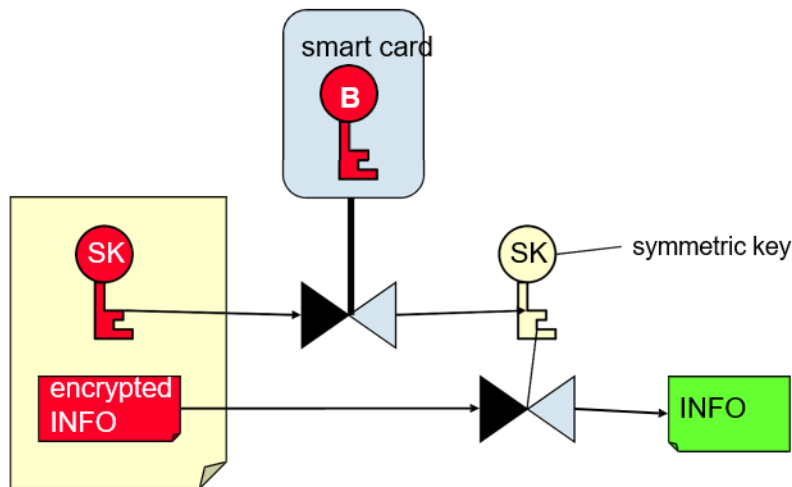 smart card
B
SK
SK
symmetric key
encrypted
INFO
INFO